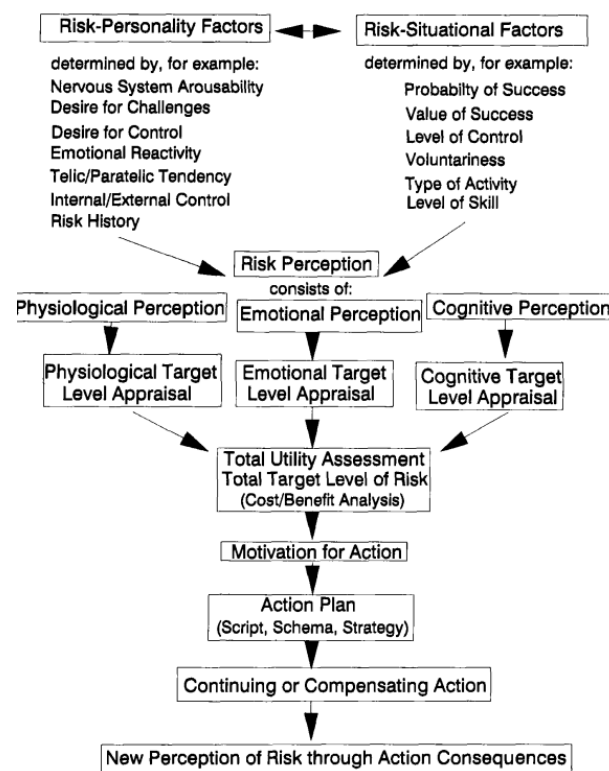 Risk-Personality Factors
Risk-Situational Factors
determined by, for example:
Nervous System Arousability
Desire for Challenges
Desire for Control
Emotional Reactivity
Telic/Paratelic Tendency
Internal/External Control
Risk History
determined by, for example:
Probabilty of Success
Value of Success
Level of Control
Voluntariness
Type of Activity
Level of Skill
Risk Perception
consists of:
Physiological Perception
Emotional Perception
Cognitive Perception
Physiological Target
Level Appraisal
Emotional Target
Level Appraisal
Cognitive Target
Level Appraisal
Total Utility Assessment
Total Target Level of Risk
(Cost/Benefit Analysis)
Motivation for Action
Action Plan
(Script, Schema, Strategy)
Continuing or Compensating Action
New Perception of Risk through Action Consequences